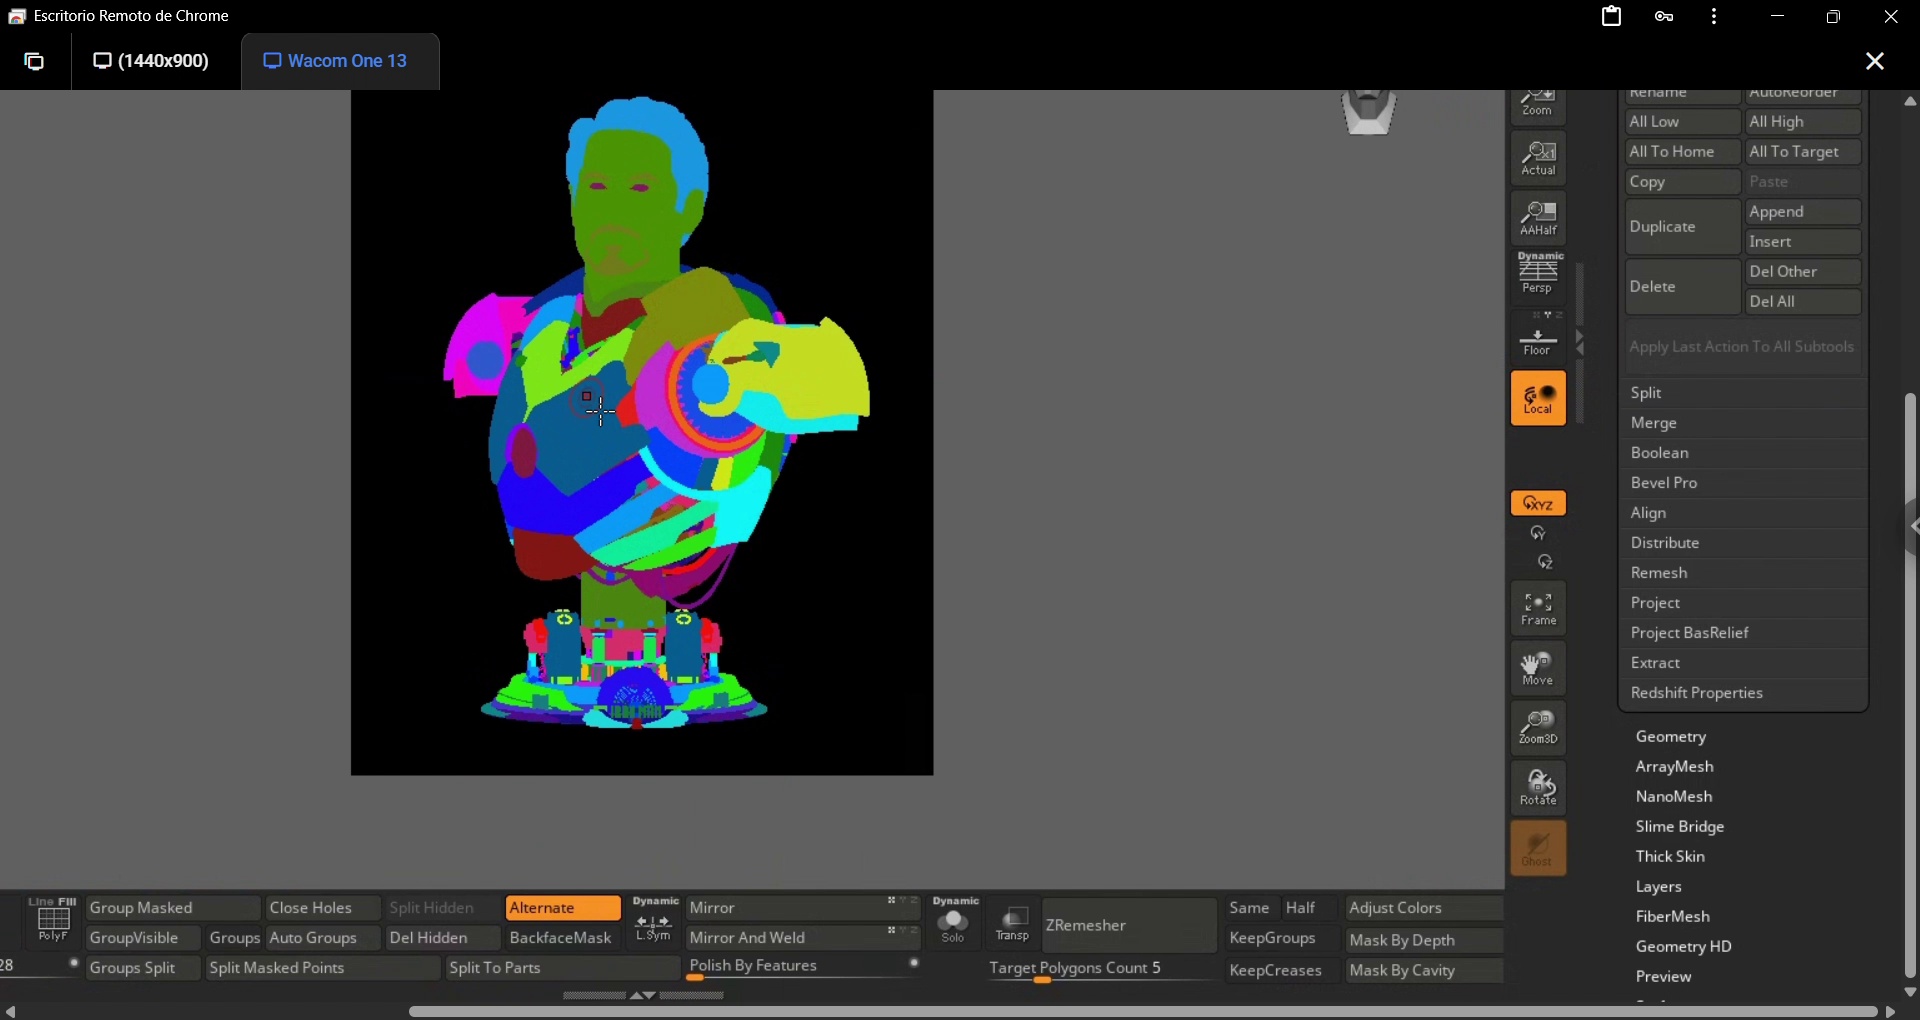 Escritorio Remoto de Chrome
(1440x900)
Wacom One 13
Rename AutoReorder
Zoom
All Low All High
x1
All To Home All To Target
Actual
Copy Paste
Append
Duplicate
AAHalf
Insert
Dynamic
Del Other
Persp
Delete
Del All
Floor
Apply Last Action To All Subtools
Split
Local
Merge
Boolean
Bevel Pro
XYZ
Align
Y
Distribute
Z
Remesh
Project
Frame
Project BasRelief
Extract
Move
Redshift Properties
IRON MAN
Geometry
Zoom3D
ArrayMesh
NanoMesh
Rotate
Slime Bridge
Thick Skin
Ghost
Layers
FiberMesh
Geometry HD
Preview
Line Fill
PolyF
Group Masked Close Holes Split Hidden Alternate
Dynamic
L.Sym
Mirror
Dynamic
Solo
Transp
ZRemesher
Same Half Adjust Colors
GroupVisible Groups Auto Groups Del Hidden BackfaceMask Mirror And Weld KeepGroups Mask By Depth
28 Groups Split Split Masked Points Split To Parts Polish By Features Target Polygons Count 5 KeepCreases Mask By Cavity